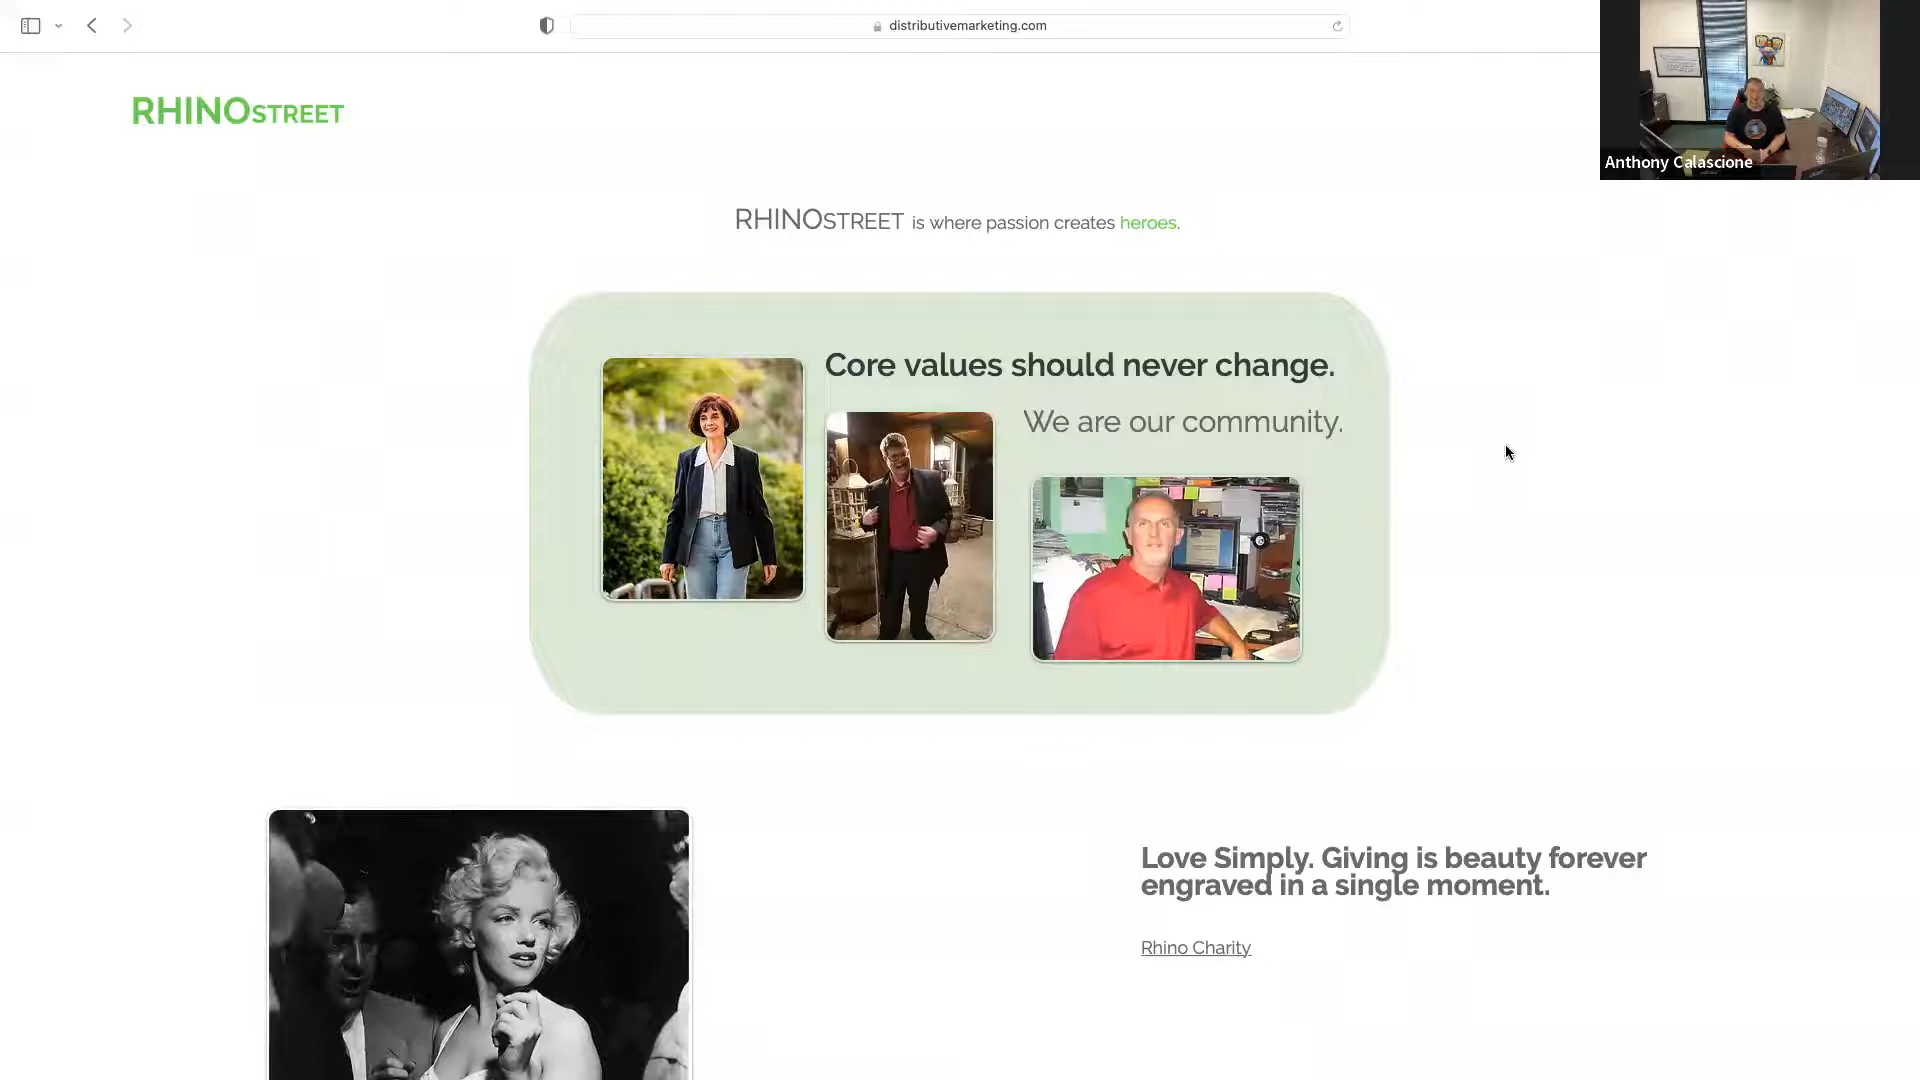 distributivemarketing.com
Anthony Calascione
RHINOSTREET
RHINOSTREET is where passion creates heroes.
Core values should never change.
We are our community.
Love Simply. Giving is beauty forever
engraved in a single moment.
Rhino Charity